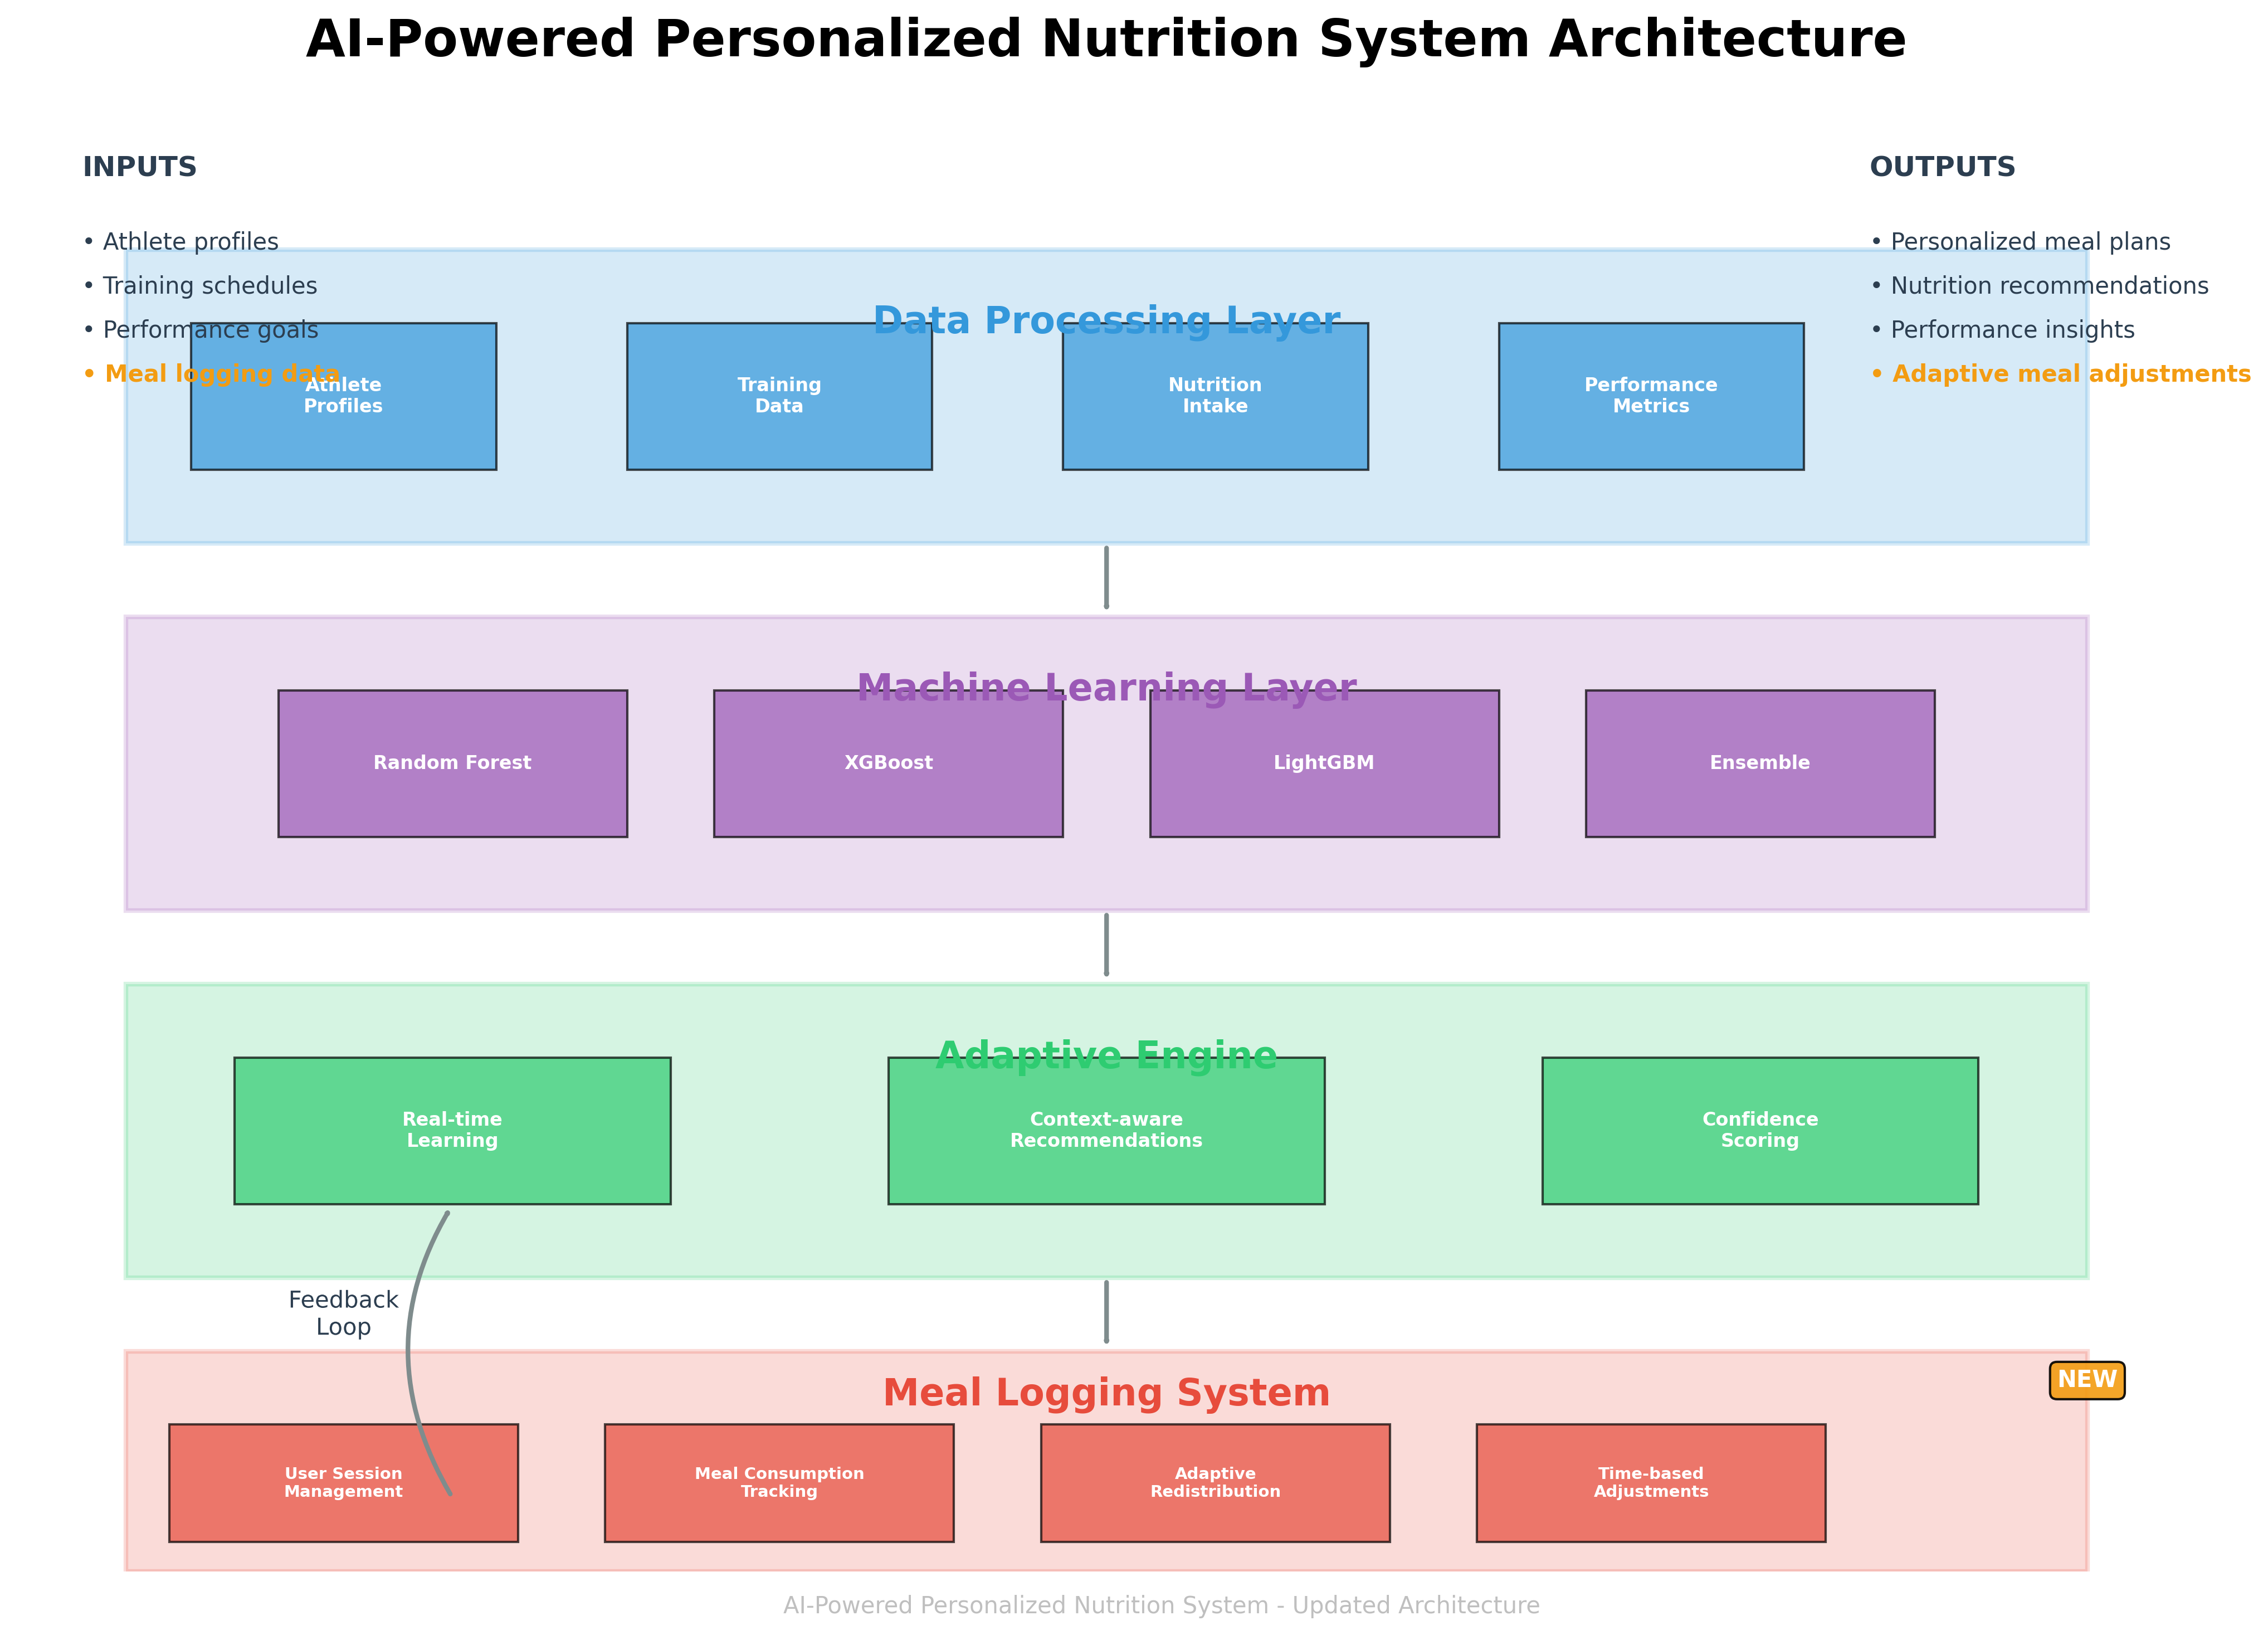 AI-Powered Personalized Nutrition System Architecture
INPUTS
• Athlete profiles
• Training schedules
• Performance goals
• Meal logging data
OUTPUTS
• Personalized meal plans
• Nutrition recommendations
• Performance insights
• Adaptive meal adjustments
Data Processing Layer
Athlete
Profiles
Training
Data
Nutrition
Intake
Performance
Metrics
Machine Learning Layer
Random Forest
XGBoost
LightGBM
Ensemble
Adaptive Engine
Real-time
Learning
Context-aware
Recommendations
Confidence
Scoring
Feedback
Loop
Meal Logging System
NEW
User Session
Management
Meal Consumption
Tracking
Adaptive
Redistribution
Time-based
Adjustments
AI-Powered Personalized Nutrition System - Updated Architecture